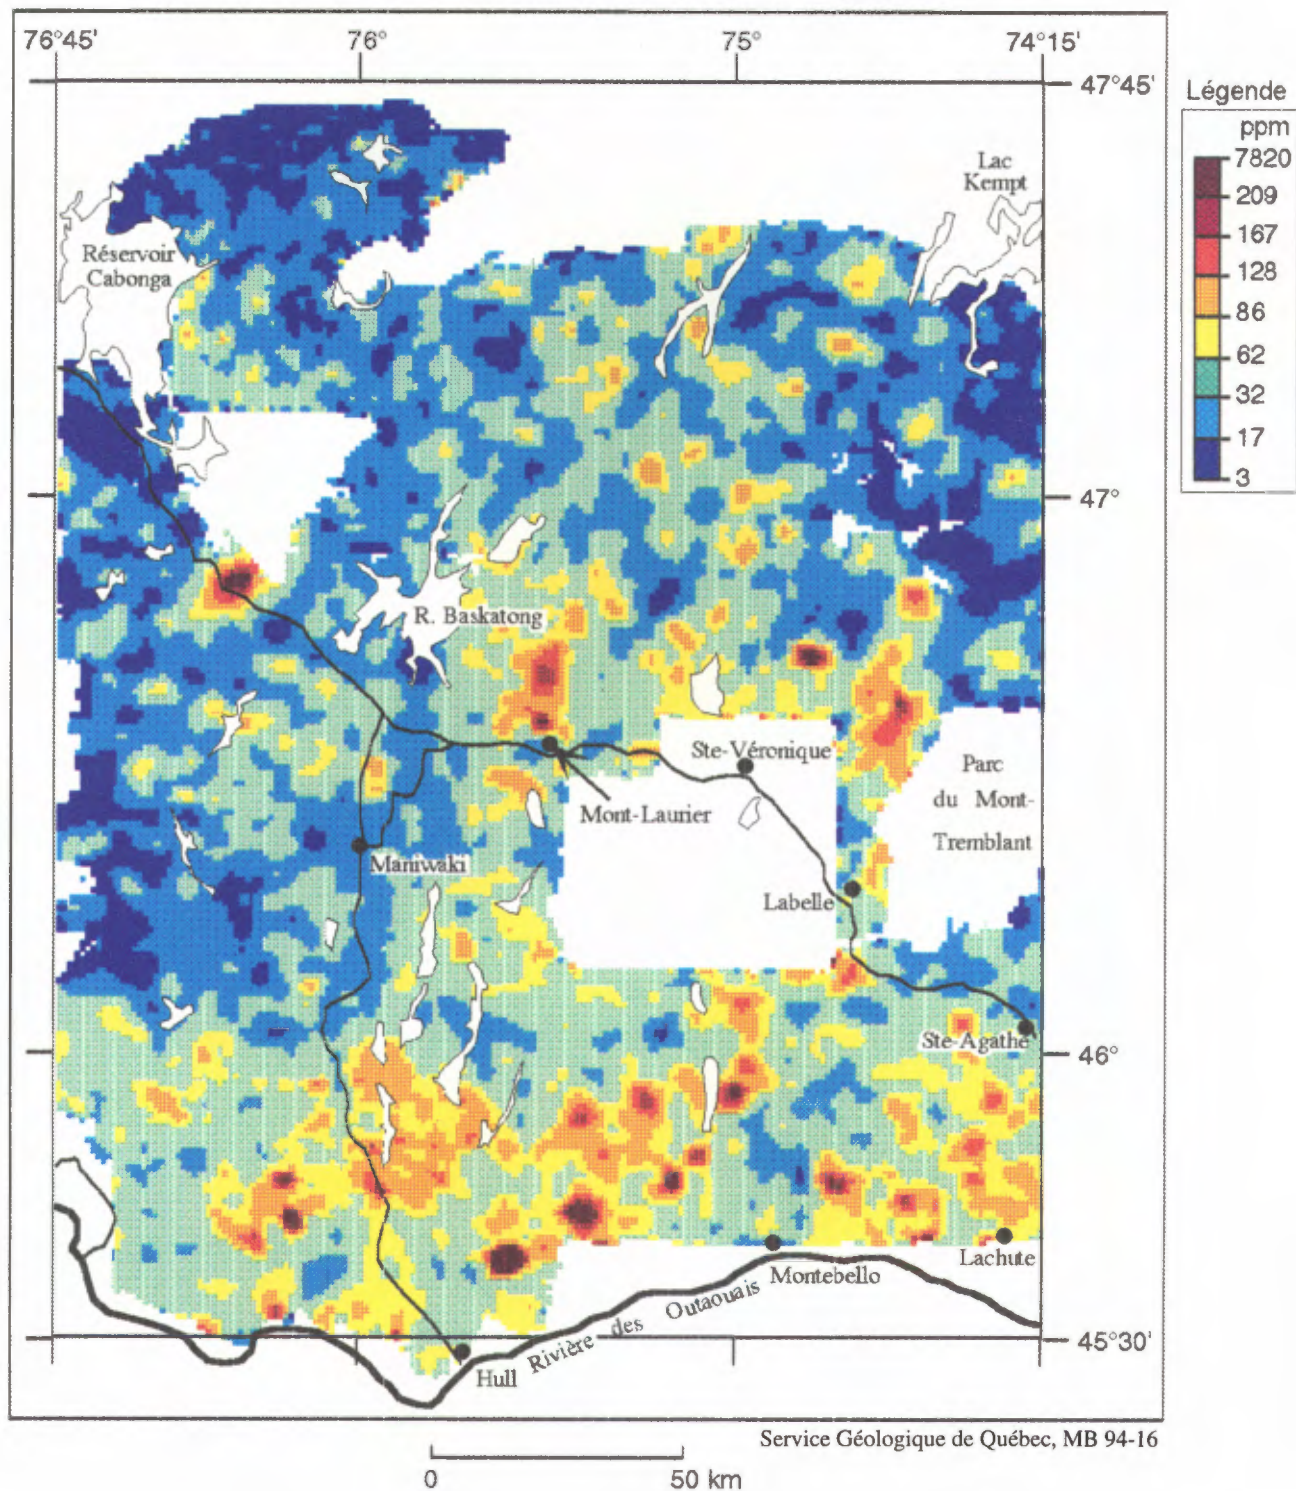 76°45'
76°
75°
74°15'
47°45'
Légende
ppm
7820
209
167
128
86
62
32
17
3
Lac
Kempt
Réservoir
Cabonga
47°
R. Baskatong
Ste-Véronique
Parc
du Mont-
Tremblant
Mont-Laurier
Maniwaki
Labelle
Ste-Agathe
46°
Lachute
Montebello
Rivière des Outaouais
Hull
45°30'
Service Géologique de Québec, MB 94-16
0 50 km